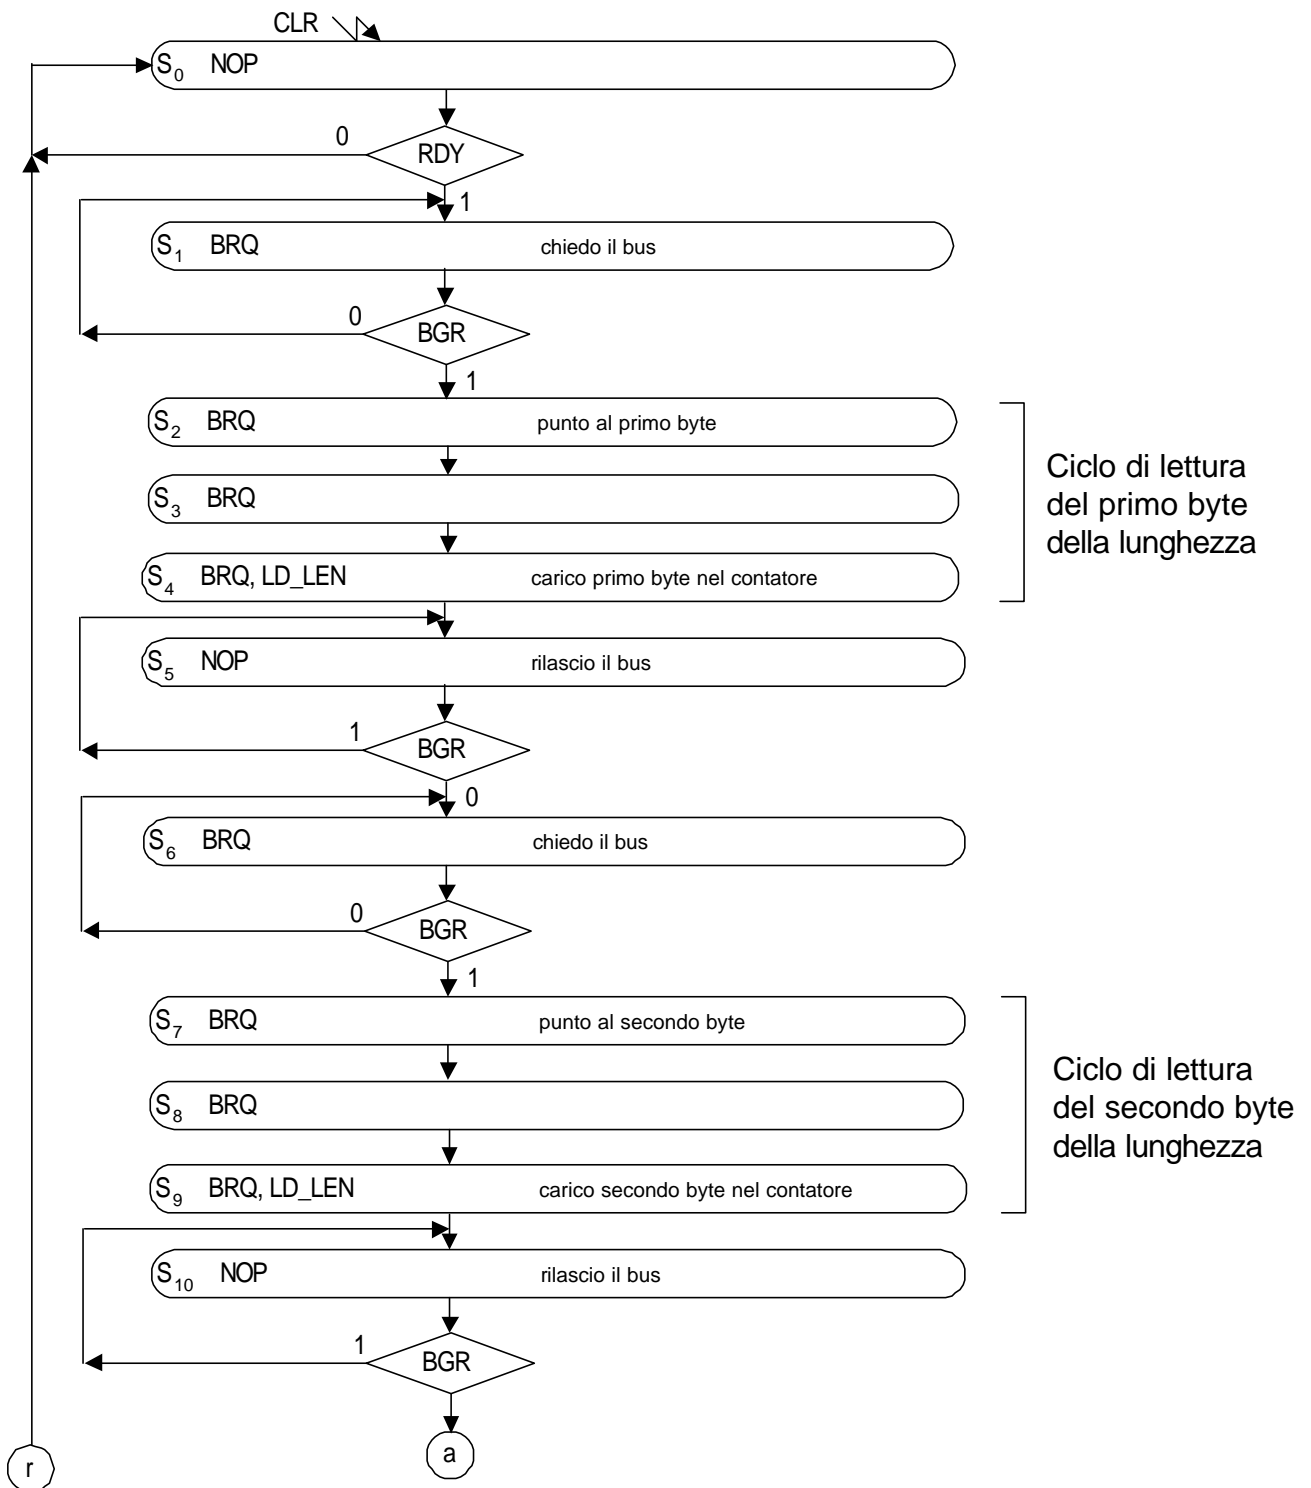 CLR
S0 NOP
0
RDY
1
S1 BRQ chiedo il bus
0
BGR
1
S2 BRQ punto al primo byte
S3 BRQ
S4 BRQ, LD_LEN carico primo byte nel contatore
Ciclo di lettura
del primo byte
della lunghezza
S5 NOP rilascio il bus
1
BGR
0
S6 BRQ chiedo il bus
0
BGR
1
S7 BRQ punto al secondo byte
S8 BRQ
S9 BRQ, LD_LEN carico secondo byte nel contatore
Ciclo di lettura
del secondo byte
della lunghezza
S10 NOP rilascio il bus
1
BGR
r
a